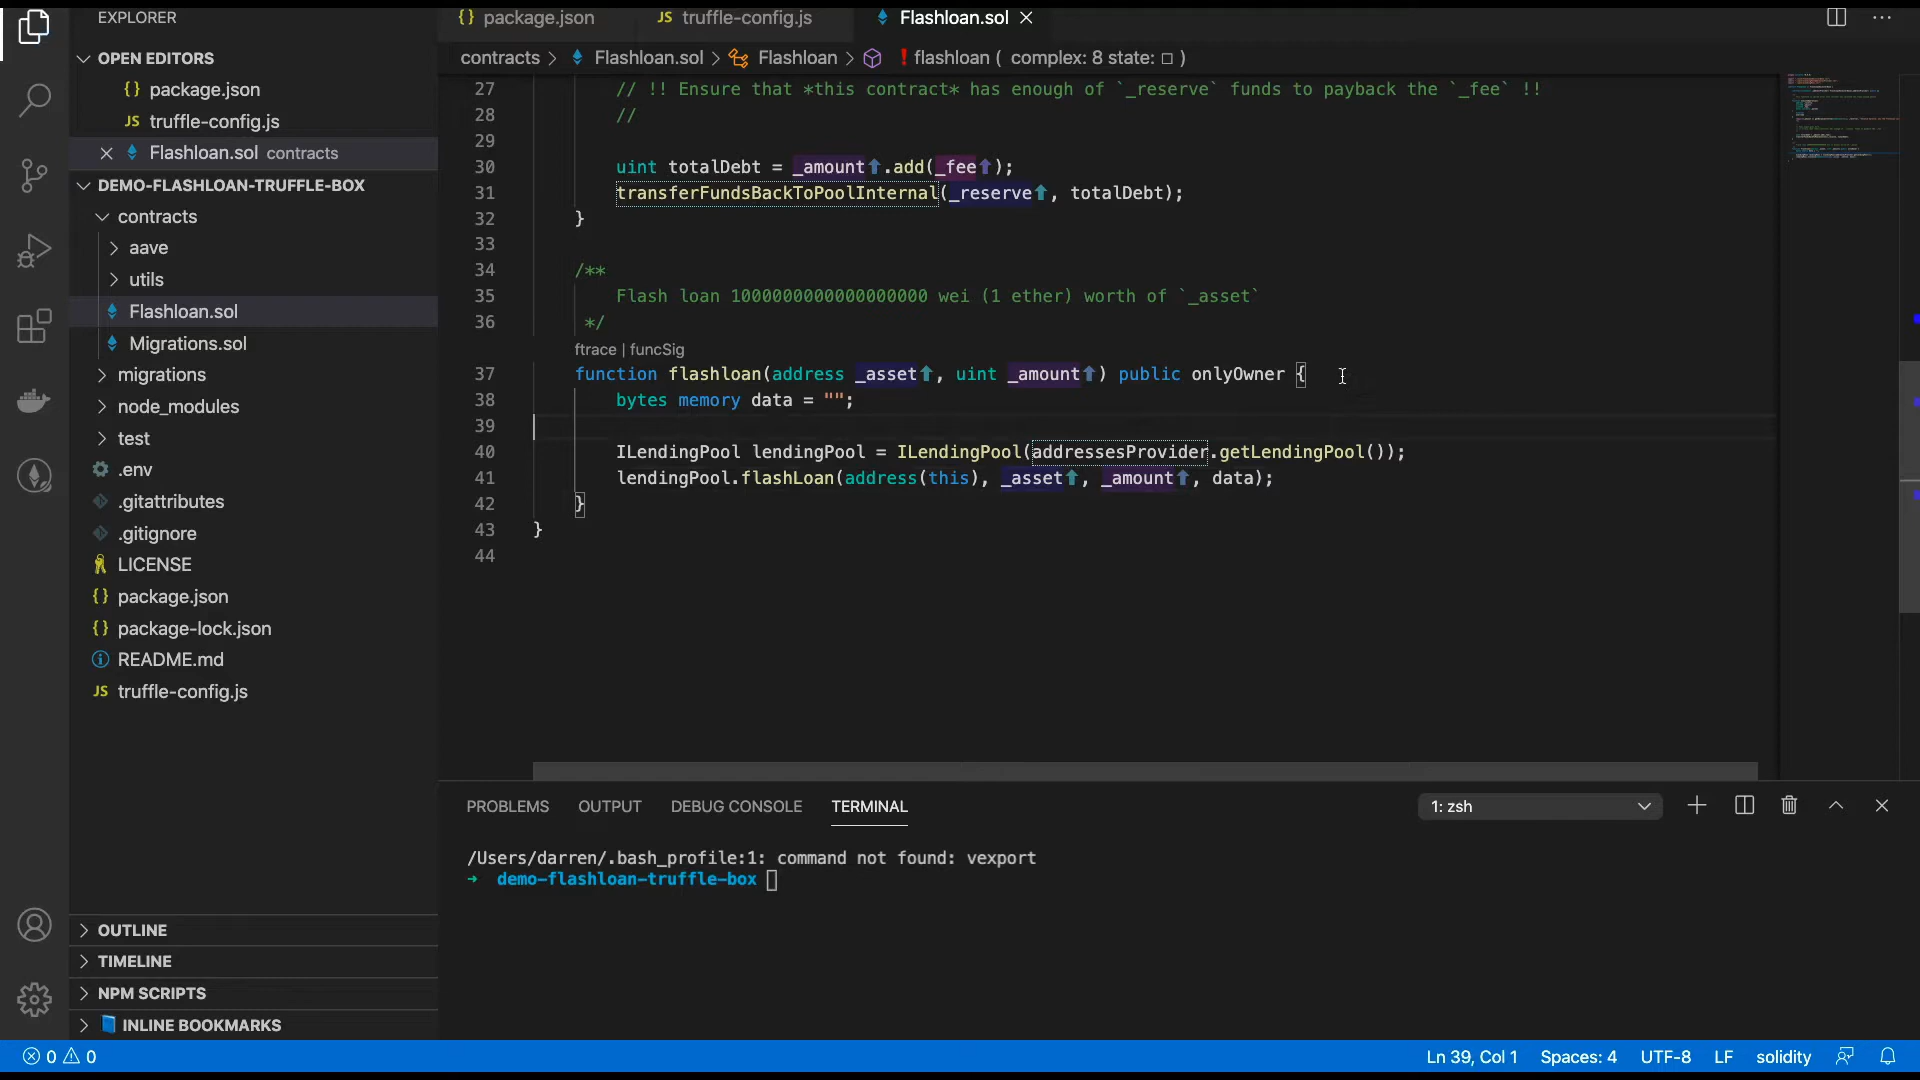 EXPLORER
OPEN EDITORS
{} package.json
JS truffle-config.js
Flashloan.sol contracts
DEMO-FLASHLOAN-TRUFFLE-BOX
contracts
aave
utils
Flashloan.sol
Migrations.sol
migrations
node_modules
test
.env
.gitattributes
.gitignore
LICENSE
{} package.json
{} package-lock.json
README.md
JS truffle-config.js
OUTLINE
TIMELINE
NPM SCRIPTS
INLINE BOOKMARKS
{} package.json JS truffle-config.js Flashloan.sol
contracts > Flashloan.sol > Flashloan > ! flashloan ( complex: 8 state: □ )
27 // !! Ensure that *this contract* has enough of `_reserve` funds to payback the `_fee` !!
28 //
29
30 uint totalDebt = _amount⬆.add(_fee⬆);
31 transferFundsBackToPoolInternal(_reserve⬆, totalDebt);
32 }
33
34 /**
35 Flash loan 1000000000000000000 wei (1 ether) worth of `_asset`
36 */
ftrace | funcSig
37 function flashloan(address _asset⬆, uint _amount⬆) public onlyOwner {
38 bytes memory data = "";
39
40 ILendingPool lendingPool = ILendingPool(addressesProvider.getLendingPool());
41 lendingPool.flashLoan(address(this), _asset⬆, _amount⬆, data);
42 }
43 }
44
PROBLEMS OUTPUT DEBUG CONSOLE TERMINAL 1: zsh
/Users/darren/.bash_profile:1: command not found: vexport
→ demo-flashloan-truffle-box
0 0 Ln 39, Col 1 Spaces: 4 UTF-8 LF solidity